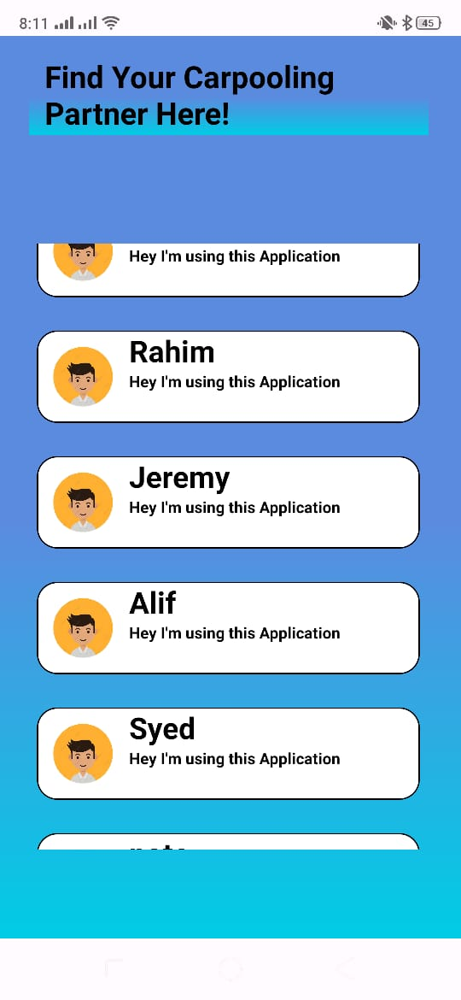 8:11
45
Find Your Carpooling
Partner Here!
Hey I'm using this Application
Rahim
Hey I'm using this Application
Jeremy
Hey I'm using this Application
Alif
Hey I'm using this Application
Syed
Hey I'm using this Application